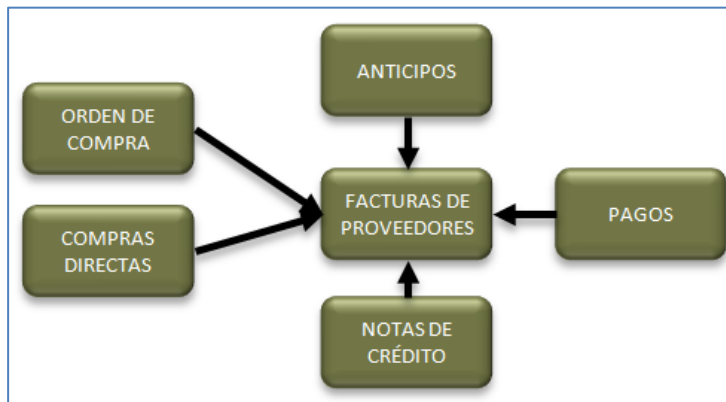 ANTICIPOS
ORDEN DE
COMPRA
FACTURAS DE
PROVEEDORES
PAGOS
COMPRAS
DIRECTAS
NOTAS DE
CRÉDITO